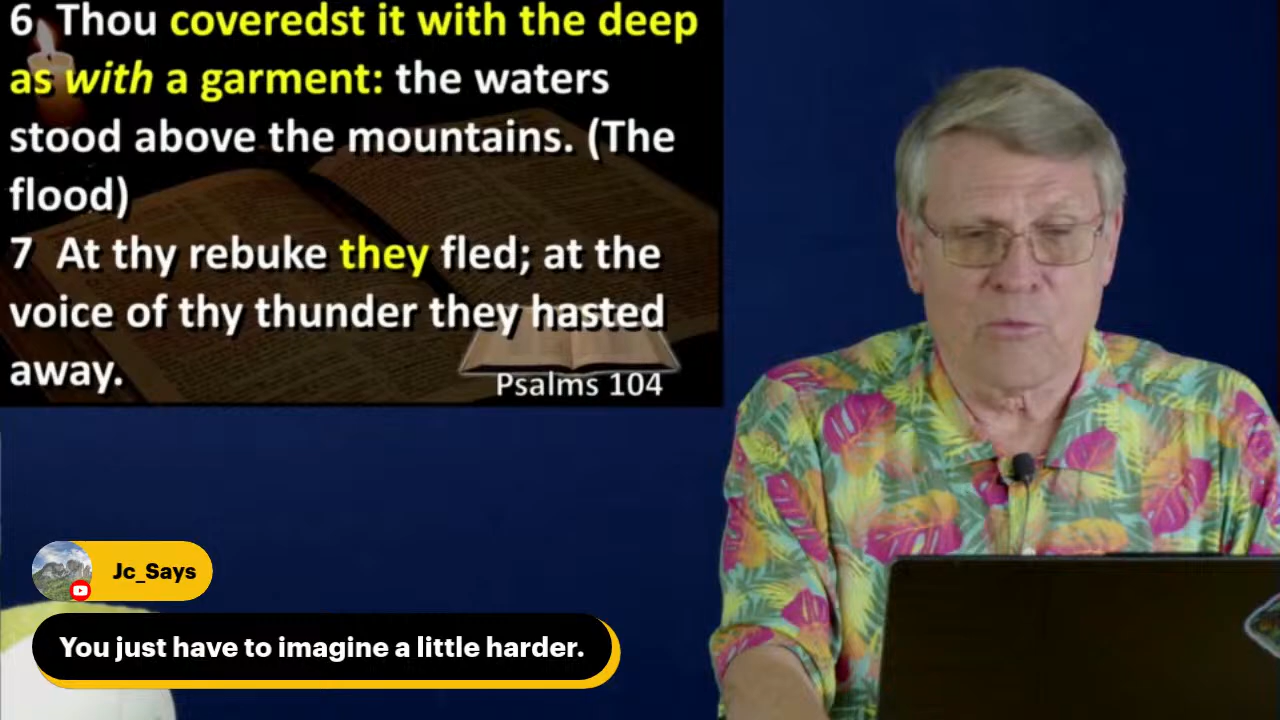 6 Thou coveredst it with the deep
as with a garment: the waters
stood above the mountains. (The
flood)
7 At thy rebuke they fled; at the
voice of thy thunder they hasted
away.
Psalms 104
Jc_Says
You just have to imagine a little harder.